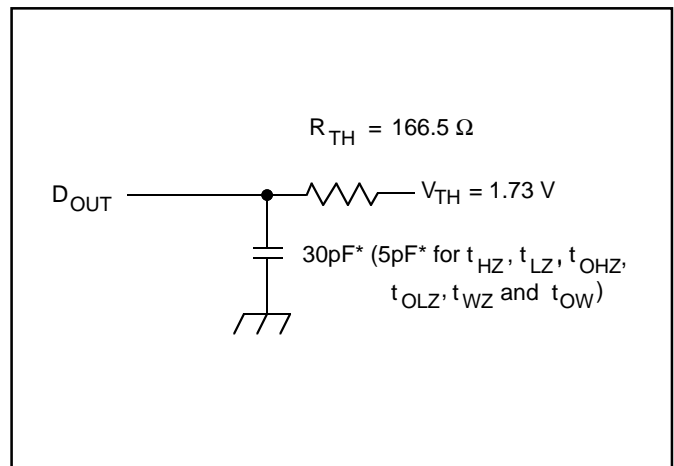 R_TH = 166.5 Ω
D_OUT
V_TH = 1.73 V
30pF* (5pF* for t_HZ, t_LZ, t_OHZ,
t_OLZ, t_WZ and t_OW)